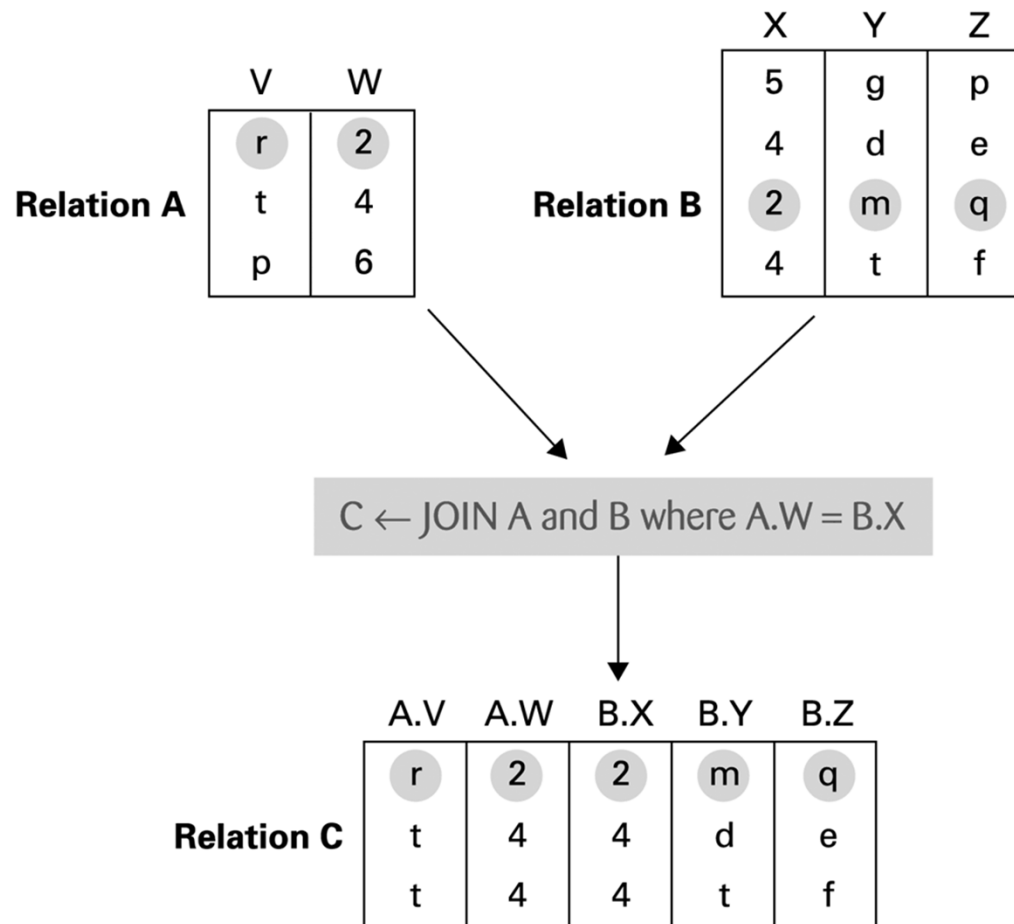 V W
r 2
Relation A t 4
p 6
X Y Z
5 g p
4 d e
Relation B 2 m q
4 t f
C ← JOIN A and B where A.W = B.X
A.V A.W B.X B.Y B.Z
r 2 2 m q
Relation C t 4 4 d e
t 4 4 t f